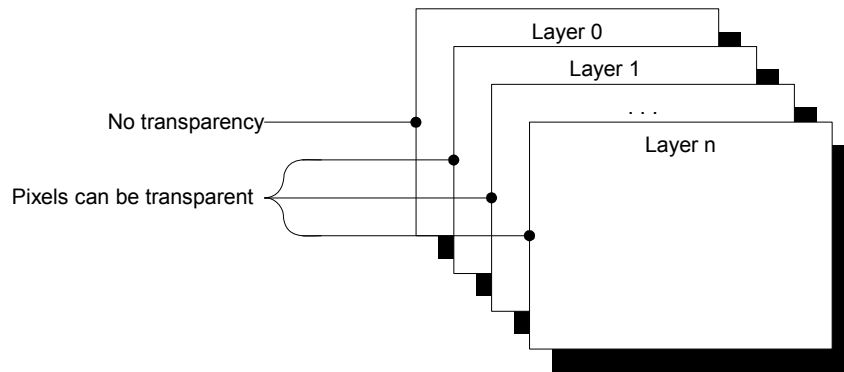 Layer 0
Layer 1
. . .
No transparency
Layer n
Pixels can be transparent